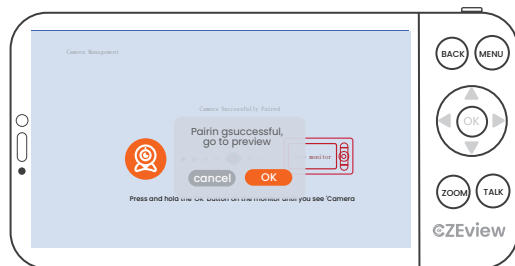 BACK
MENU
Camera Management
Camera Successfully Paired
Pairin gsuccessful,
go to preview
OK
monitor
cancel
OK
Press and hold the 'OK' button on the monitor until you see 'Camera
ZOOM
TALK
CZEview